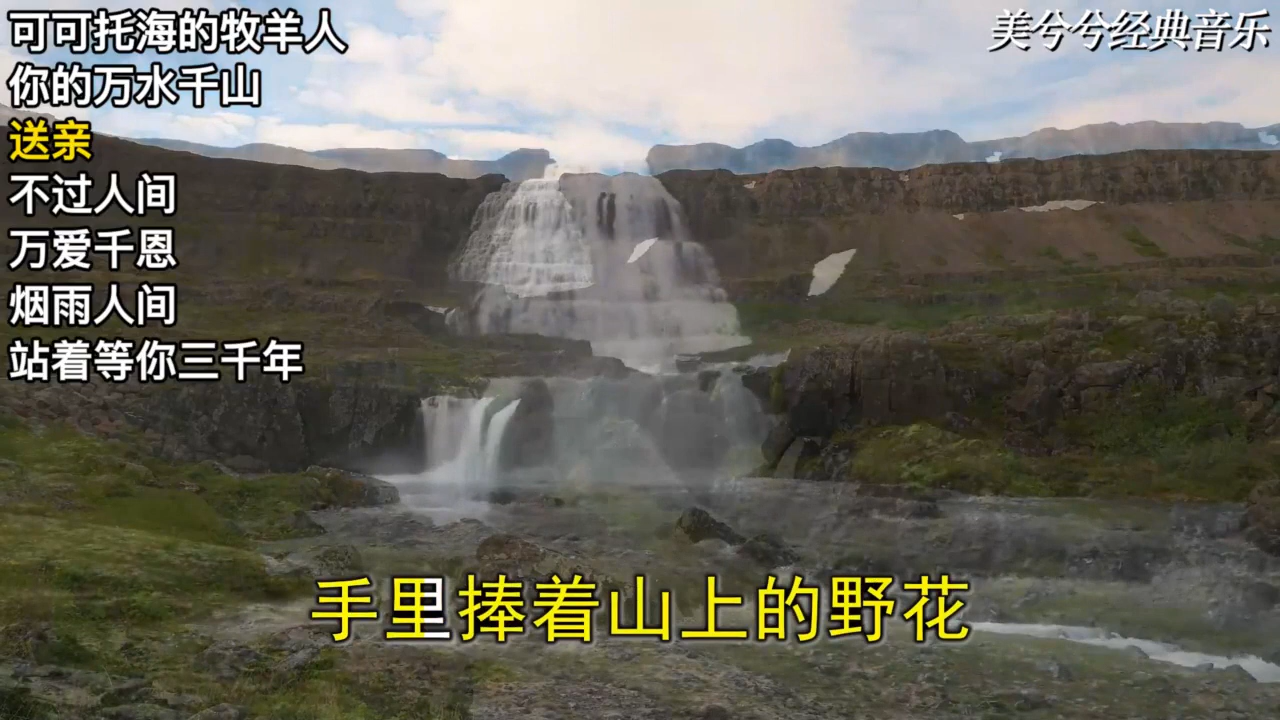 可可托海的牧羊人
你的万水千山
送亲
不过人间
万爱千恩
烟雨人间
站着等你三千年
美兮兮经典音乐
手里捧着山上的野花